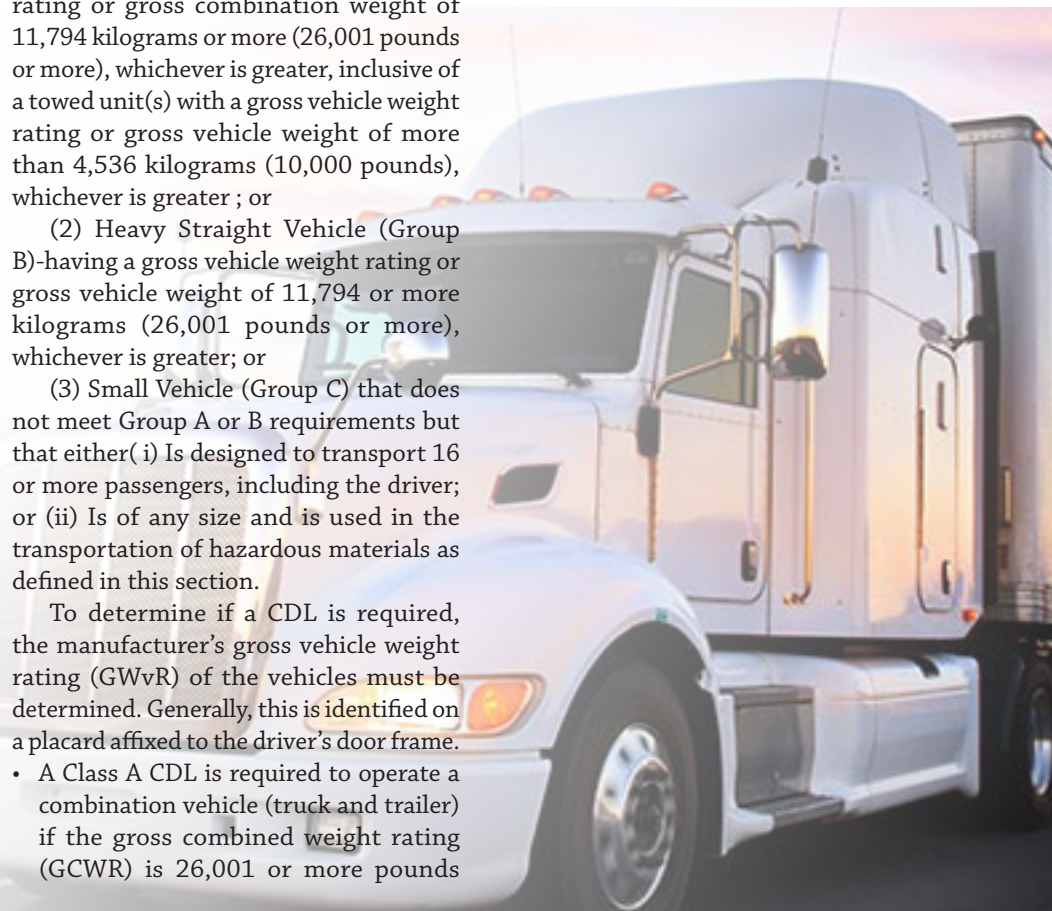 rating or gross combination weight of
11,794 kilograms or more (26,001 pounds
or more), whichever is greater, inclusive of
a towed unit(s) with a gross vehicle weight
rating or gross vehicle weight of more
than 4,536 kilograms (10,000 pounds),
whichever is greater ; or
(2) Heavy Straight Vehicle (Group
B)-having a gross vehicle weight rating or
gross vehicle weight of 11,794 or more
kilograms (26,001 pounds or more),
whichever is greater; or
(3) Small Vehicle (Group C) that does
not meet Group A or B requirements but
that either( i) Is designed to transport 16
or more passengers, including the driver;
or (ii) Is of any size and is used in the
transportation of hazardous materials as
defined in this section.
To determine if a CDL is required,
the manufacturer's gross vehicle weight
rating (GWvR) of the vehicles must be
determined. Generally, this is identified on
a placard affixed to the driver's door frame.
• A Class A CDL is required to operate a
combination vehicle (truck and trailer)
if the gross combined weight rating
(GCWR) is 26,001 or more pounds